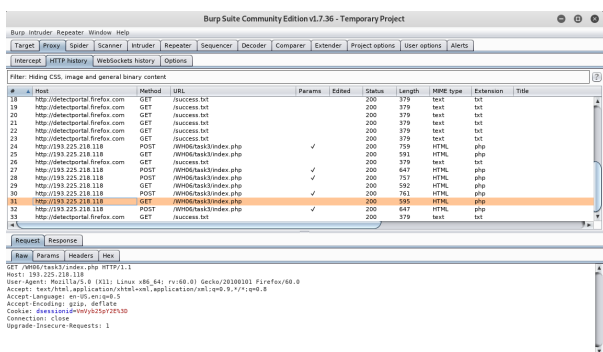 Burp Suite Community Edition v1.7.36 - Temporary Project
Burp Intruder Repeater Window Help
Target Proxy Spider Scanner Intruder Repeater Sequencer Decoder Comparer Extender Project options User options Alerts
Intercept HTTP history WebSockets history Options
Filter: Hiding CSS, image and general binary content
# Host Method URL Params Edited Status Length MIME type Extension Title
18 http://detectportal.firefox.com GET /success.txt 200 379 text txt
19 http://detectportal.firefox.com GET /success.txt 200 379 text txt
20 http://detectportal.firefox.com GET /success.txt 200 379 text txt
21 http://detectportal.firefox.com GET /success.txt 200 379 text txt
22 http://detectportal.firefox.com GET /success.txt 200 379 text txt
23 http://detectportal.firefox.com GET /success.txt 200 379 text txt
24 http://193.225.218.118 POST /WH06/task3/index.php ✓ 200 759 HTML php
25 http://193.225.218.118 GET /WH06/task3/index.php 200 591 HTML php
26 http://detectportal.firefox.com GET /success.txt 200 379 text txt
27 http://193.225.218.118 POST /WH06/task3/index.php ✓ 200 647 HTML php
28 http://193.225.218.118 POST /WH06/task3/index.php ✓ 200 757 HTML php
29 http://193.225.218.118 GET /WH06/task3/index.php 200 592 HTML php
30 http://193.225.218.118 POST /WH06/task3/index.php ✓ 200 761 HTML php
31 http://193.225.218.118 GET /WH06/task3/index.php 200 595 HTML php
32 http://193.225.218.118 POST /WH06/task3/index.php ✓ 200 647 HTML php
33 http://detectportal.firefox.com GET /success.txt 200 379 text txt
Request Response
Raw Params Headers Hex
GET /WH06/task3/index.php HTTP/1.1
Host: 193.225.218.118
User-Agent: Mozilla/5.0 (X11; Linux x86_64; rv:60.0) Gecko/20100101 Firefox/60.0
Accept: text/html,application/xhtml+xml,application/xml;q=0.9,*/*;q=0.8
Accept-Language: en-US,en;q=0.5
Accept-Encoding: gzip, deflate
Cookie: dsessionid=VmVyb25pY2E%3D
Connection: close
Upgrade-Insecure-Requests: 1